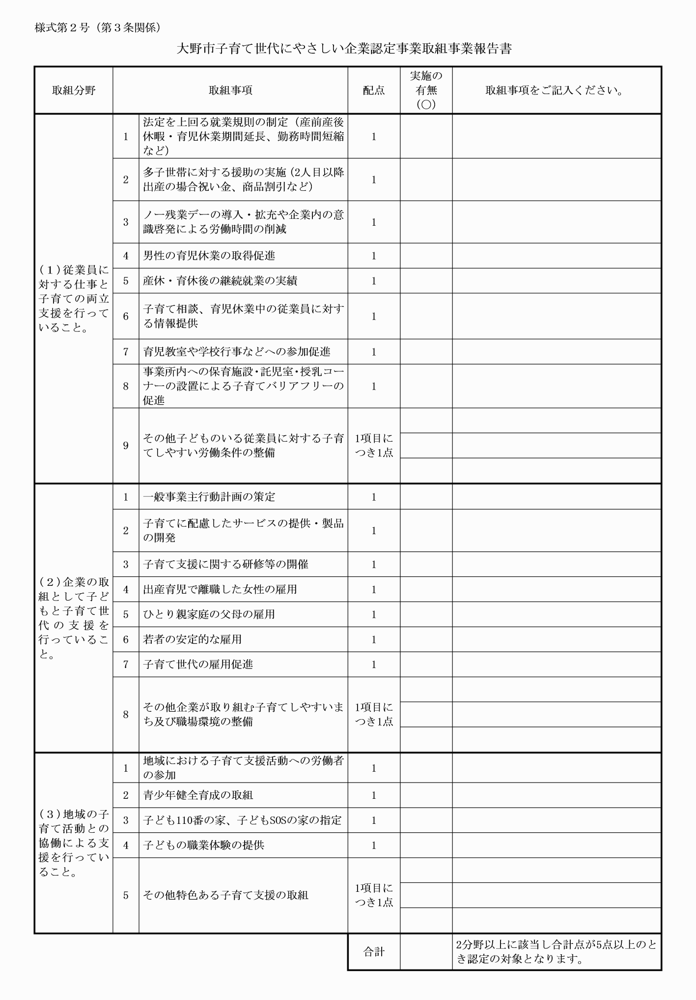 様式第２号（第３条関係）
大野市子育て世代にやさしい企業認定事業取組事業報告書
取組分野
取組事項
配点
実施の
有無
（○）
取組事項をご記入ください。
（１）従業員に
対する仕事と
子育ての両立
支援を行って
いること。
1
法定を上回る就業規則の制定（産前産後
休暇・育児休業期間延長、勤務時間短縮
など）
1
2
多子世帯に対する援助の実施（2人目以降
出産の場合祝い金、商品割引など）
1
3
ノー残業デーの導入・拡充や企業内の意
識啓発による労働時間の削減
1
4
男性の育児休業の取得促進
1
5
産休・育休後の継続就業の実績
1
6
子育て相談、育児休業中の従業員に対す
る情報提供
1
7
育児教室や学校行事などへの参加促進
1
8
事業所内への保育施設・託児室・授乳コー
ナーの設置による子育てバリアフリーの
促進
1
9
その他子どものいる従業員に対する子育
てしやすい労働条件の整備
1項目に
つき1点
（２）企業の取
組として子ど
もと子育て世
代の支援を
行っているこ
と。
1
一般事業主行動計画の策定
1
2
子育てに配慮したサービスの提供・製品
の開発
1
3
子育て支援に関する研修等の開催
1
4
出産育児で離職した女性の雇用
1
5
ひとり親家庭の父母の雇用
1
6
若者の安定的な雇用
1
7
子育て世代の雇用促進
1
8
その他企業が取り組む子育てしやすいま
ち及び職場環境の整備
1項目に
つき1点
（３）地域の子
育て活動との
協働による支
援を行ってい
ること。
1
地域における子育て支援活動への労働者
の参加
1
2
青少年健全育成の取組
1
3
子ども110番の家、子どもSOSの家の指定
1
4
子どもの職業体験の提供
1
5
その他特色ある子育て支援の取組
1項目に
つき1点
合計
2分野以上に該当し合計点が5点以上のと
き認定の対象となります。